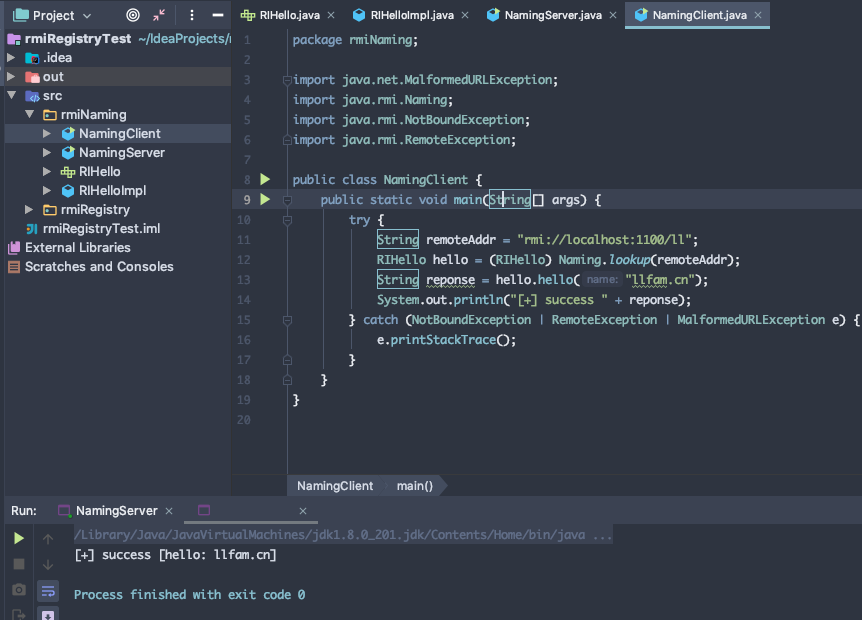 Project
RIHello.java
RIHelloImpl.java
NamingServer.java
NamingClient.java
rmiRegistryTest ~/IdeaProjects/r
.idea
out
src
rmiNaming
NamingClient
NamingServer
RIHello
RIHelloImpl
rmiRegistry
rmiRegistryTest.iml
External Libraries
Scratches and Consoles
1 package rmiNaming;
2
3 import java.net.MalformedURLException;
4 import java.rmi.Naming;
5 import java.rmi.NotBoundException;
6 import java.rmi.RemoteException;
7
8 public class NamingClient {
9 public static void main(String[] args) {
10 try {
11 String remoteAddr = "rmi://localhost:1100/ll";
12 RIHello hello = (RIHello) Naming.lookup(remoteAddr);
13 String reponse = hello.hello( name: "llfam.cn");
14 System.out.println("[+] success " + reponse);
15 } catch (NotBoundException | RemoteException | MalformedURLException e) {
16 e.printStackTrace();
17 }
18 }
19 }
20
NamingClient main()
Run: NamingServer
/Library/Java/JavaVirtualMachines/jdk1.8.0_201.jdk/Contents/Home/bin/java ...
[+] success [hello: llfam.cn]
Process finished with exit code 0